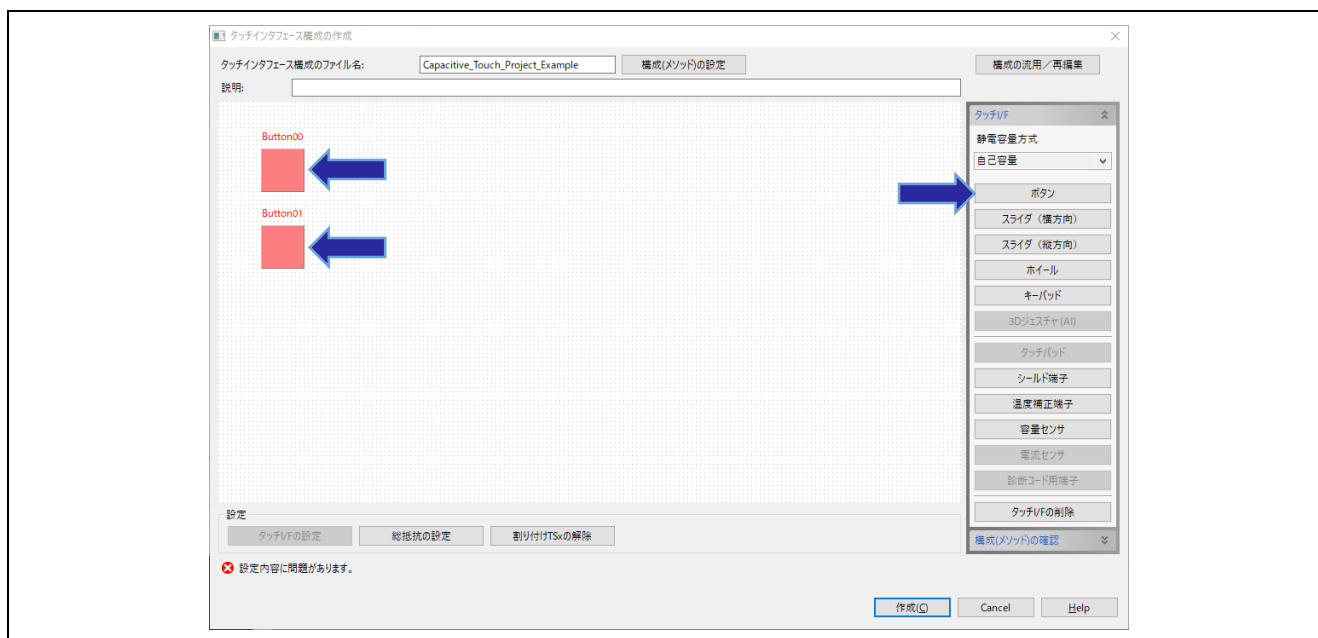 タッチインタフェース構成の作成
タッチインタフェース構成のファイル名: Capacitive_Touch_Project_Example 構成(メソッド)の設定 構成の流用／再編集
説明:
Button00
Button01
タッチI/F
静電容量方式
自己容量
ボタン
スライダ（横方向）
スライダ（縦方向）
ホイール
キーパッド
3Dジェスチャ(AI)
タッチパッド
シールド端子
温度補正端子
容量センサ
電流センサ
診断コード用端子
タッチI/Fの削除
構成(メソッド)の確認
設定
タッチI/Fの設定 総抵抗の設定 割り付けTSxの解除
設定内容に問題があります。
作成(C) Cancel Help